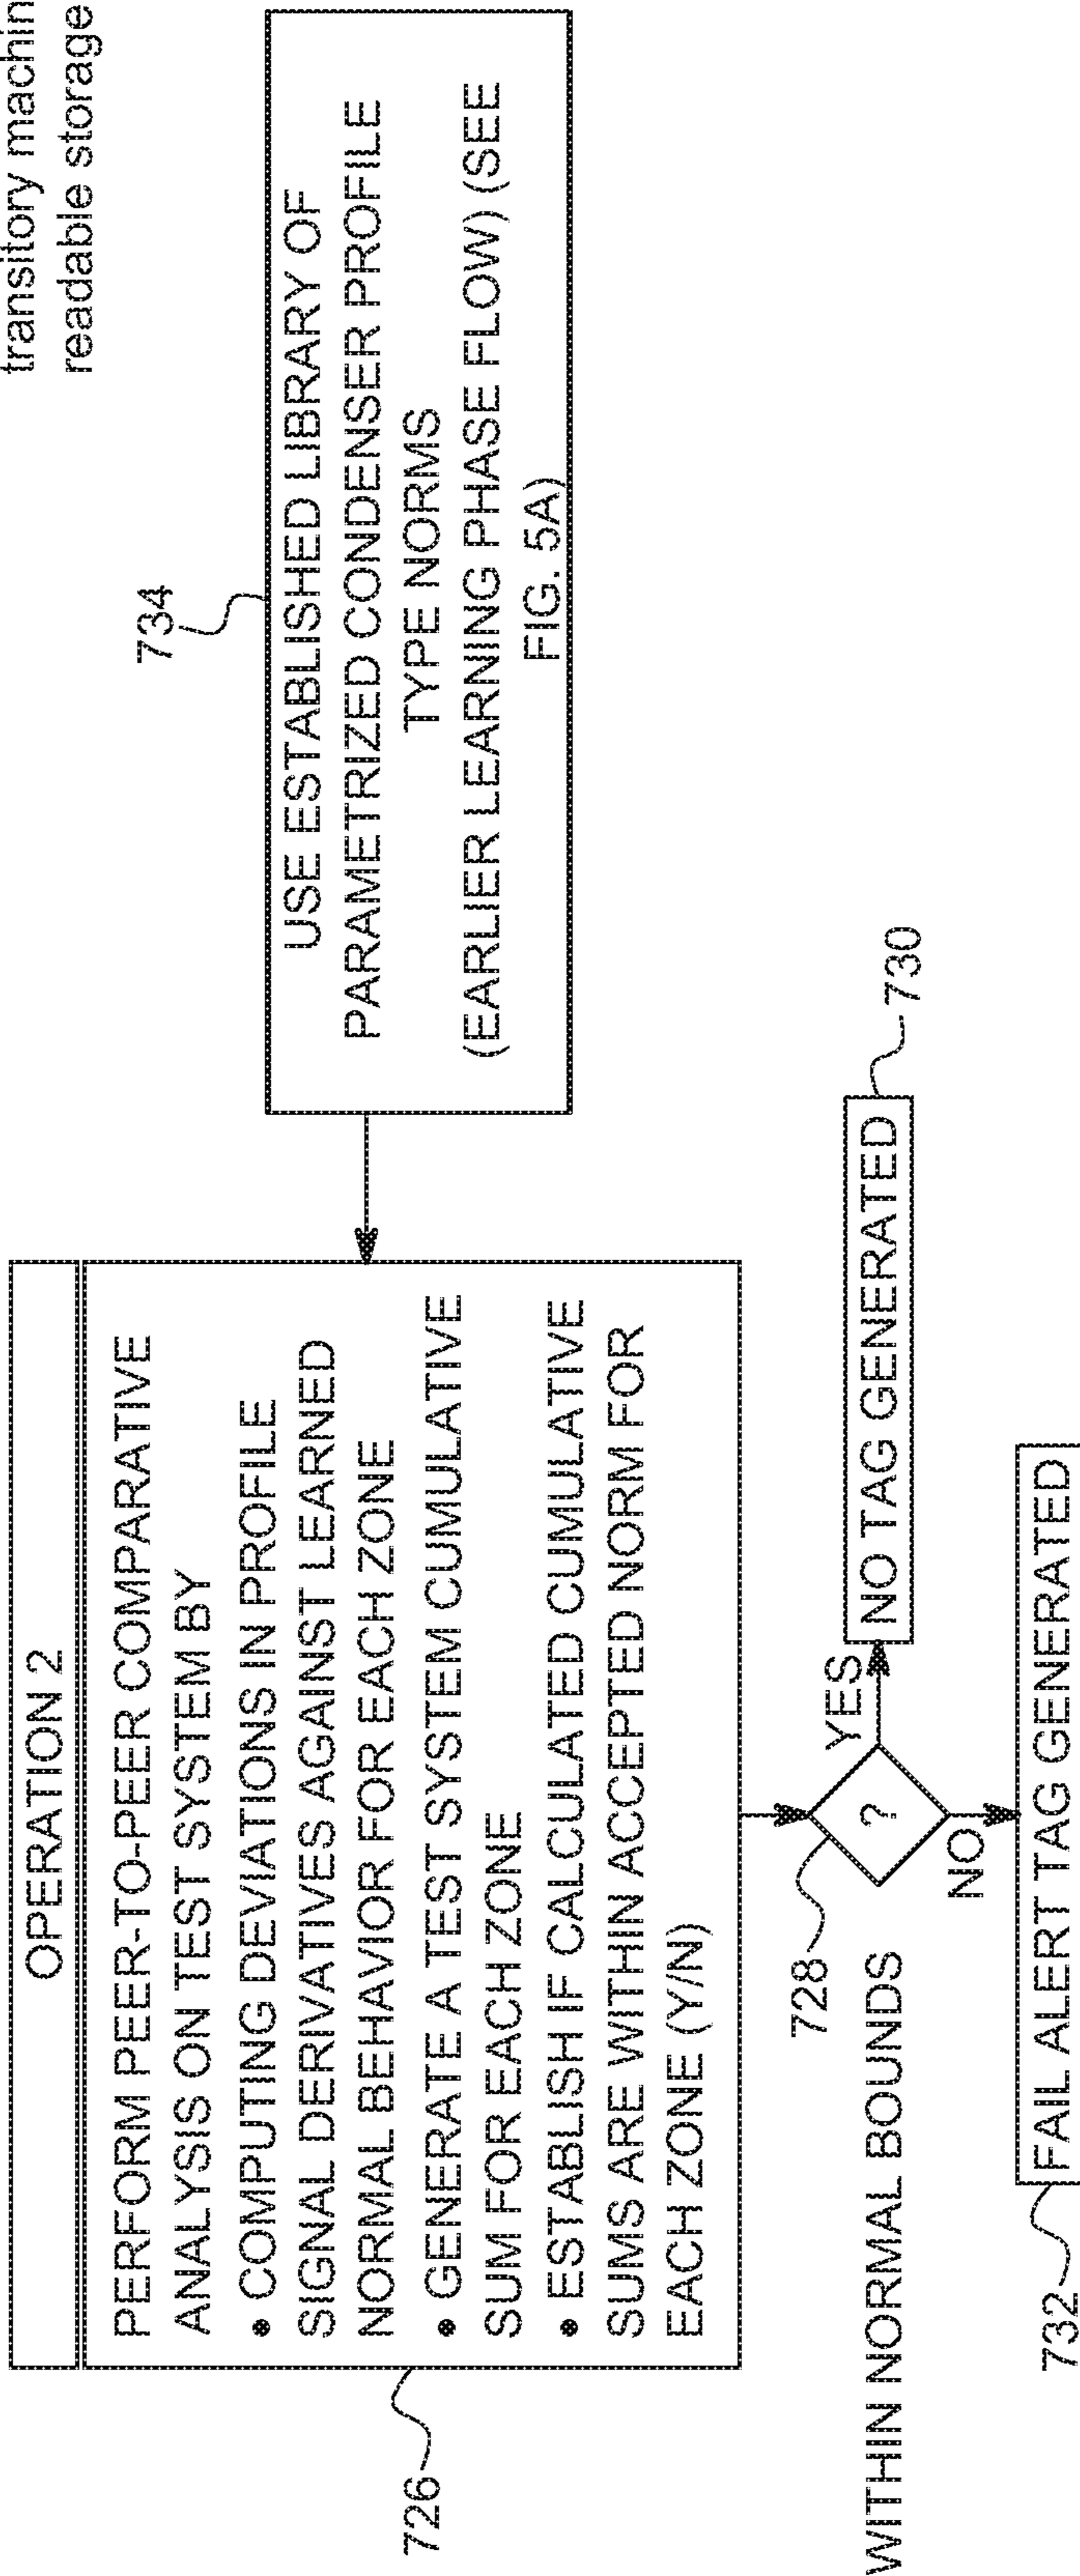 transitory machin
readable storage
OPERATION 2
PERFORM PEER-TO-PEER COMPARATIVE
ANALYSIS ON TEST SYSTEM BY
• COMPUTING DEVIATIONS IN PROFILE
SIGNAL DERIVATIVES AGAINST LEARNED
NORMAL BEHAVIOR FOR EACH ZONE
• GENERATE A TEST SYSTEM CUMULATIVE
SUM FOR EACH ZONE
• ESTABLISH IF CALCULATED CUMULATIVE
SUMS ARE WITHIN ACCEPTED NORM FOR
EACH ZONE (Y/N)
726
734
USE ESTABLISHED LIBRARY OF
PARAMETRIZED CONDENSER PROFILE
TYPE NORMS
(EARLIER LEARNING PHASE FLOW) (SEE
FIG. 5A)
728
WITHIN NORMAL BOUNDS
?
YES
NO TAG GENERATED
730
NO
FAIL ALERT TAG GENERATED
732